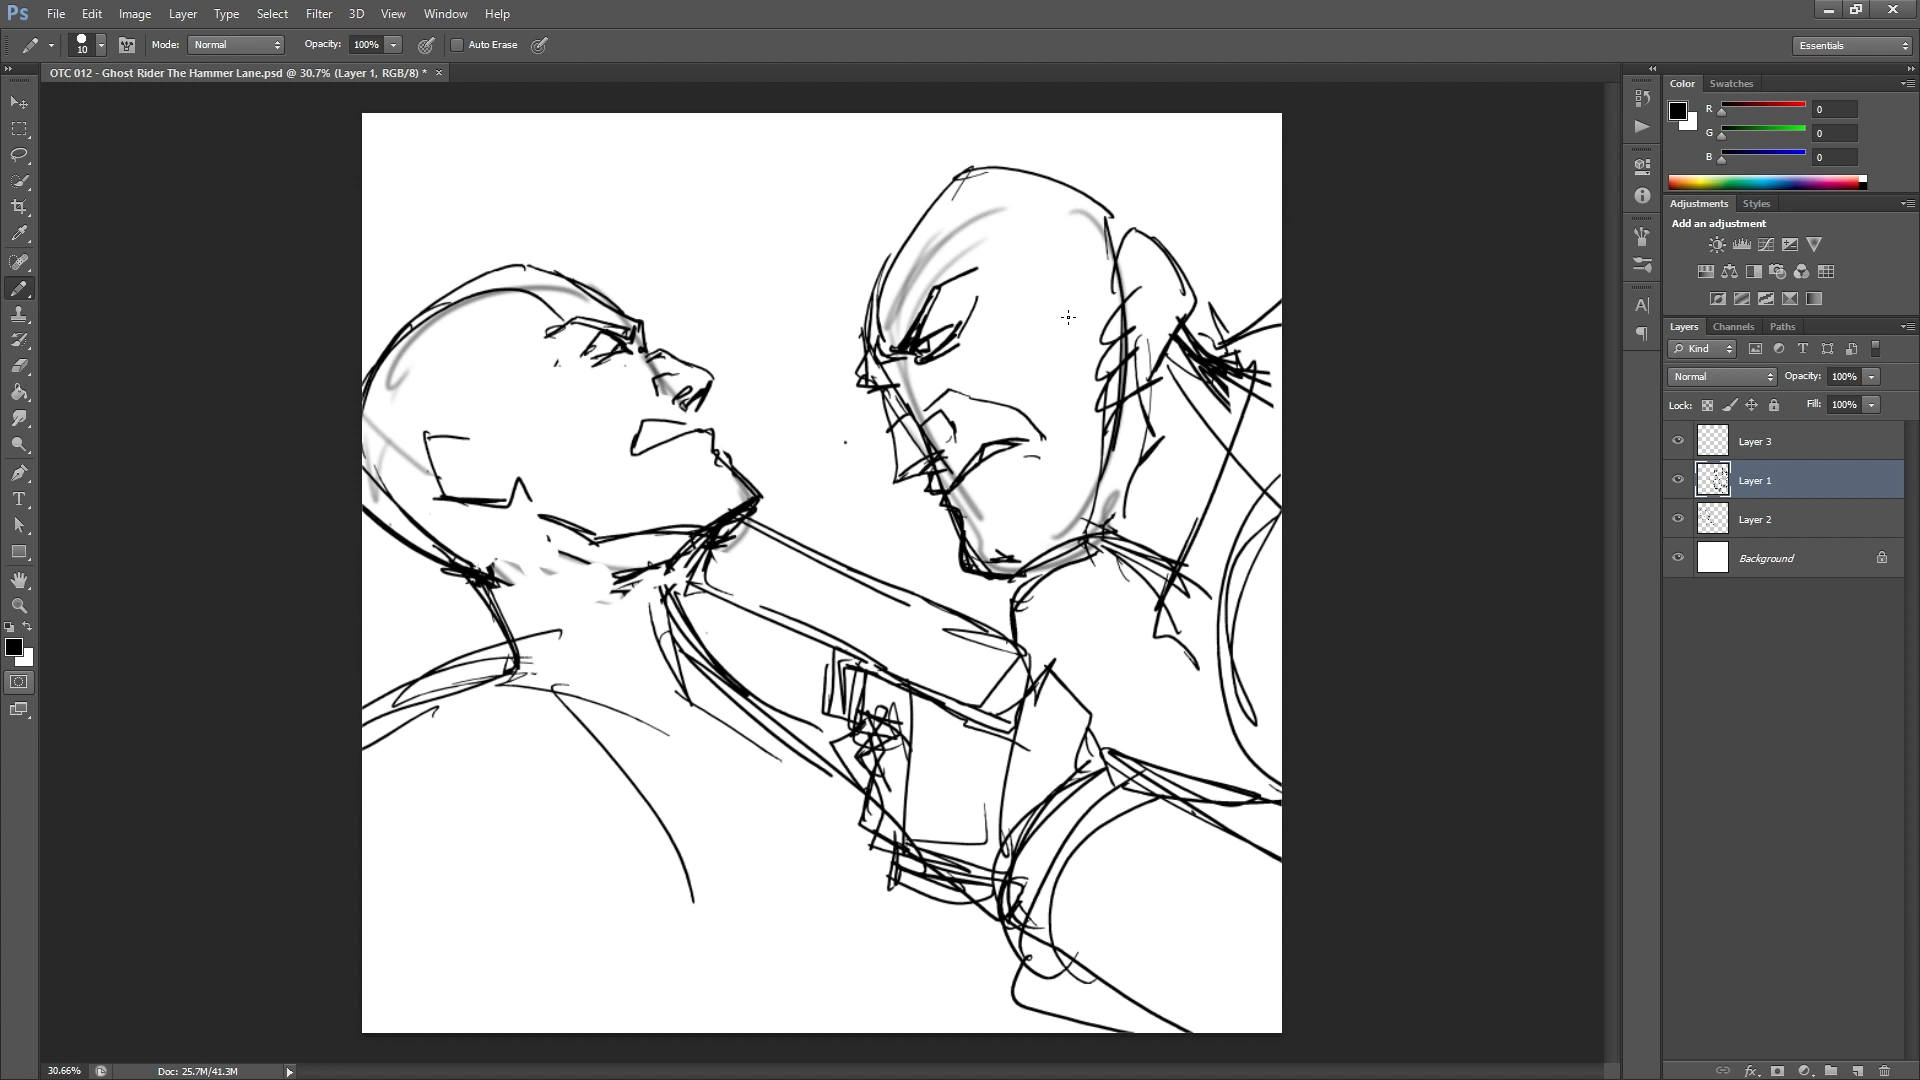 Ps File Edit Image Layer Type Select Filter 3D View Window Help
10 Mode: Normal Opacity: 100% Auto Erase Essentials
OTC 012 - Ghost Rider The Hammer Lane.psd @ 30.7% (Layer 1, RGB/8) * ×
Color Swatches
R 0
G 0
B 0
Adjustments Styles
Add an adjustment
Layers Channels Paths
Kind
Normal Opacity: 100%
Lock: Fill: 100%
Layer 3
Layer 1
Layer 2
Background
30.66% Doc: 25.7M/41.3M